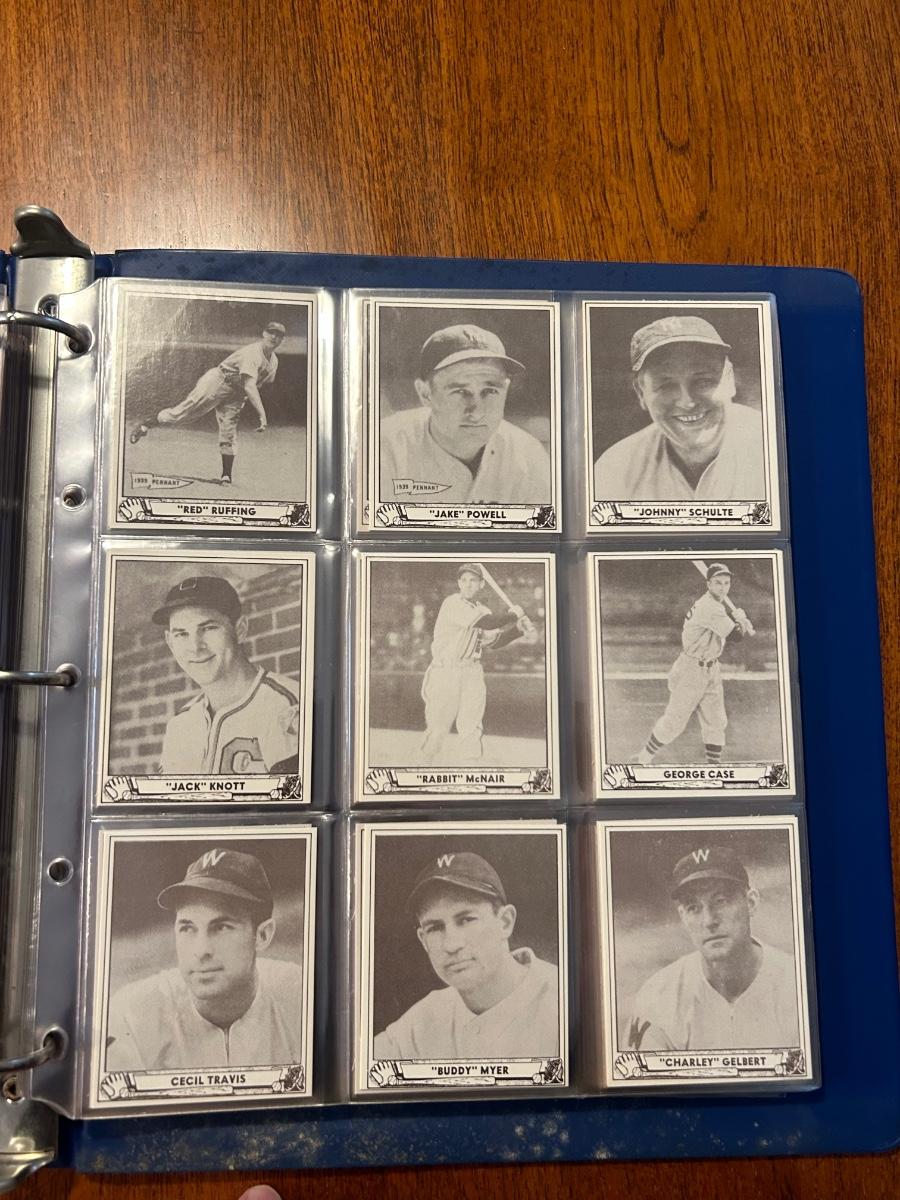 1939 PENNANT
"RED" RUFFING
1939 PENNANT
"JAKE" POWELL
"JOHNNY" SCHULTE
"JACK" KNOTT
"RABBIT" McNAIR
GEORGE CASE
W
CECIL TRAVIS
W
"BUDDY" MYER
W
W
"CHARLEY" GELBERT